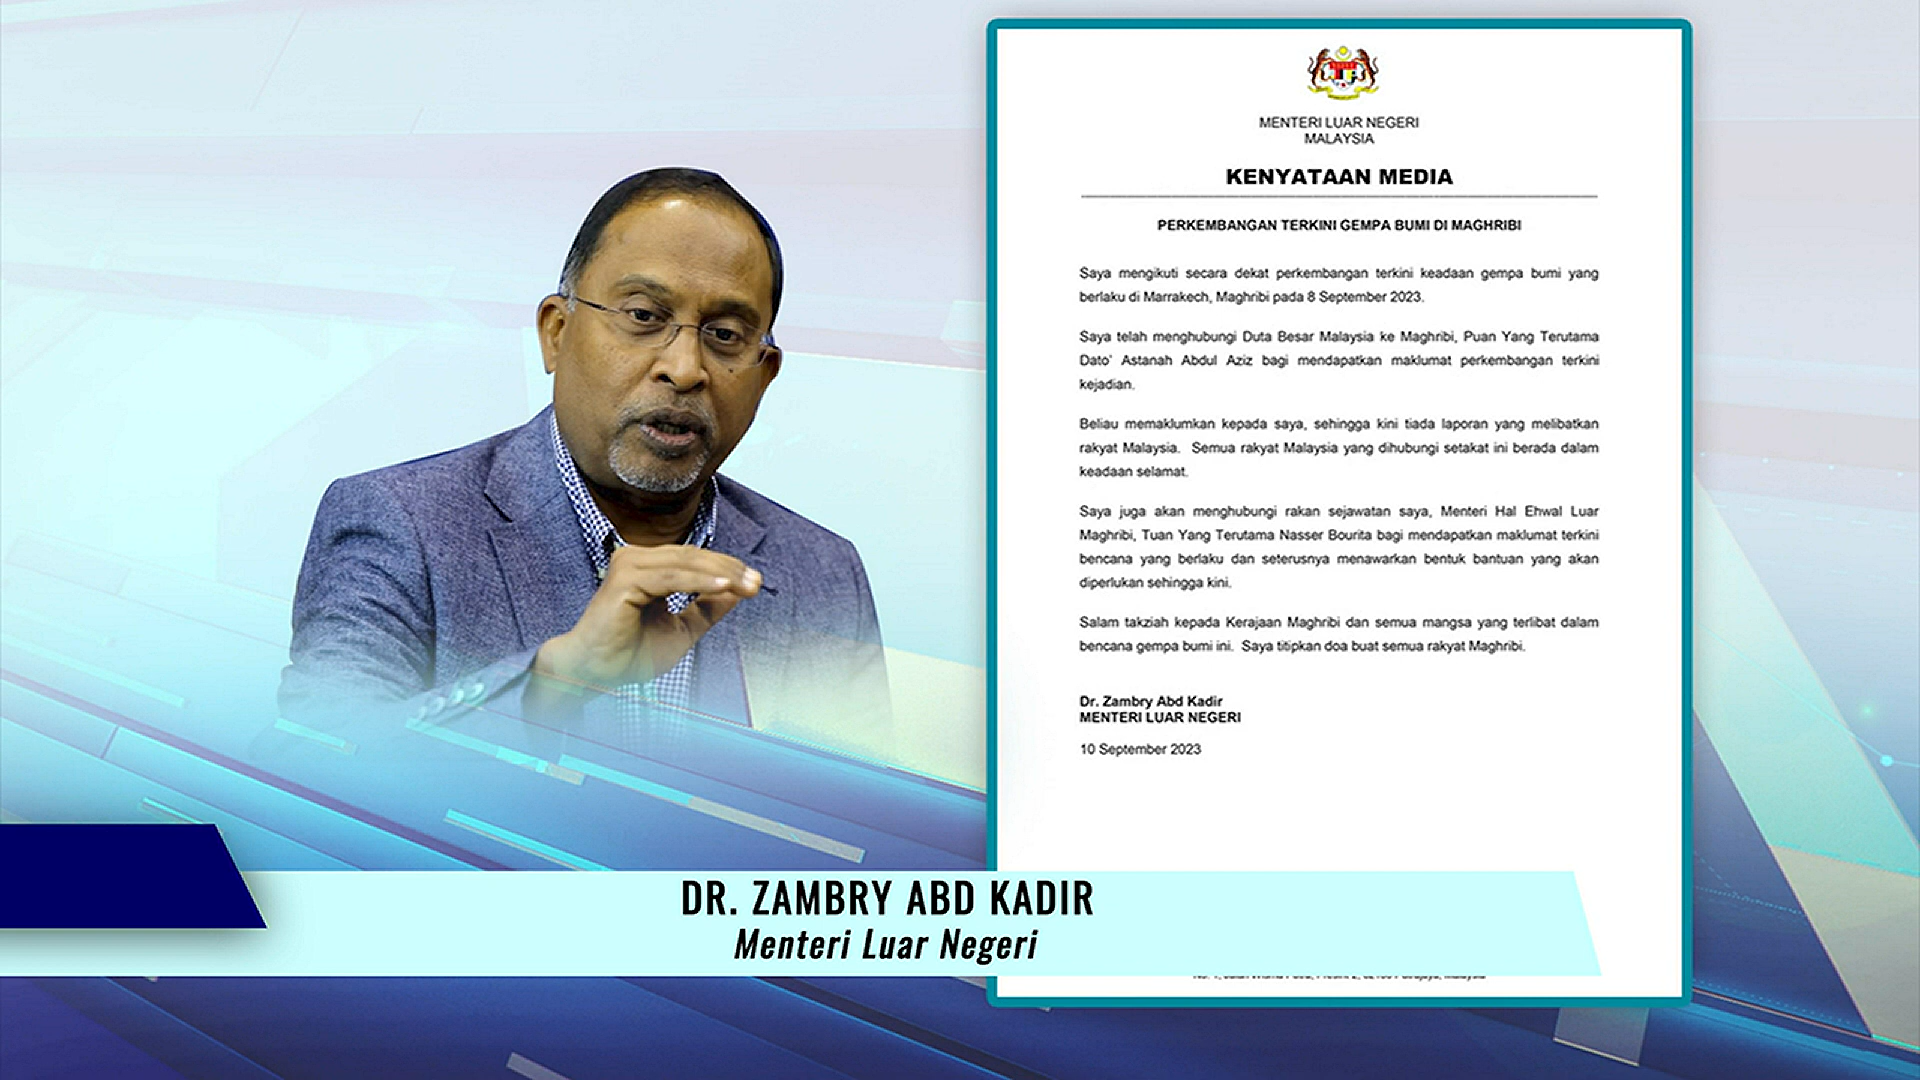 MENTERI LUAR NEGERI
MALAYSIA
KENYATAAN MEDIA
PERKEMBANGAN TERKINI GEMPA BUMI DI MAGHRIBI
Saya mengikuti secara dekat perkembangan terkini keadaan gempa bumi yang
berlaku di Marrakech, Maghribi pada 8 September 2023.
Saya telah menghubungi Duta Besar Malaysia ke Maghribi, Puan Yang Terutama
Dato' Astanah Abdul Aziz bagi mendapatkan maklumat perkembangan terkini
kejadian.
Beliau memaklumkan kepada saya, sehingga kini tiada laporan yang melibatkan
rakyat Malaysia. Semua rakyat Malaysia yang dihubungi setakat ini berada dalam
keadaan selamat.
Saya juga akan menghubungi rakan sejawatan saya, Menteri Hal Ehwal Luar
Maghribi, Tuan Yang Terutama Nasser Bourita bagi mendapatkan maklumat terkini
bencana yang berlaku dan seterusnya menawarkan bentuk bantuan yang akan
diperlukan sehingga kini.
Salam takziah kepada Kerajaan Maghribi dan semua mangsa yang terlibat dalam
bencana gempa bumi ini. Saya titipkan doa buat semua rakyat Maghribi.
Dr. Zambry Abd Kadir
MENTERI LUAR NEGERI
10 September 2023
DR. ZAMBRY ABD KADIR
Menteri Luar Negeri